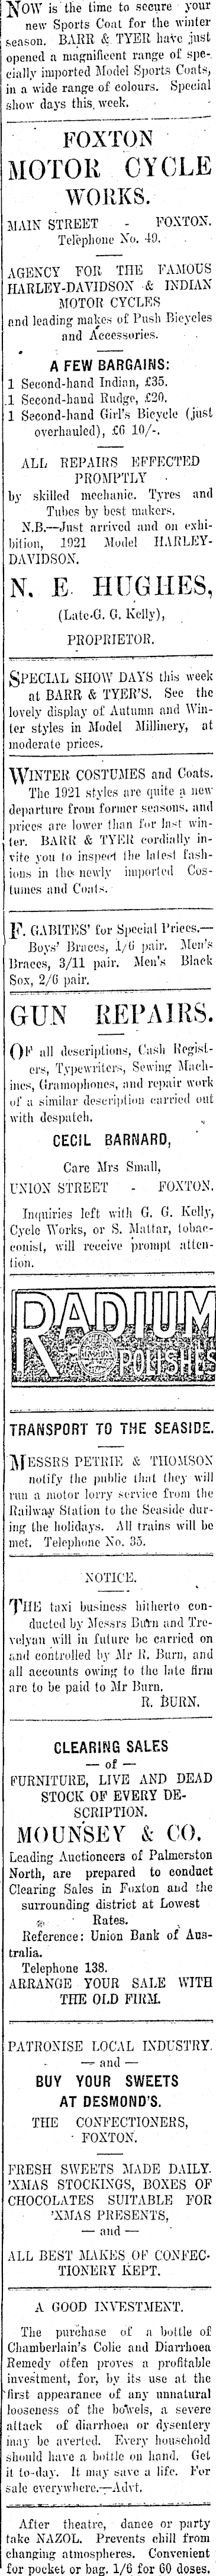 NOW is the time to secure your
new Sports Coat for the winter
season. BARR & TYER have just
opened a magnificent range of spe-
cially imported Model Sports Coats,
in a wide range of colours. Special
show days this week.
FOXTON
MOTOR CYCLE
WORKS.
MAIN STREET - FOXTON.
Telephone No. 49.
AGENCY FOR THE FAMOUS
HARLEY-DAVIDSON & INDIAN
MOTOR CYCLES
and leading makes of Push Bicycles
and Accessories.
A FEW BARGAINS:
1 Second-hand Indian, £35.
1 Second-hand Rudge, £20.
1 Second-hand Girl's Bicycle (just
overhauled), £6 10/-.
ALL REPAIRS EFFECTED
PROMPTLY
by skilled mechanic. Tyres and
Tubes by best makers.
N.B.—Just arrived and on exhi-
bition, 1921 Model HARLEY-
DAVIDSON.
N. E. HUGHES,
(Late G. G. Kelly),
PROPRIETOR.
SPECIAL SHOW DAYS this week
at BARR & TYER'S. See the
lovely display of Autumn and Win-
ter styles in Model Millinery, at
moderate prices.
WINTER COSTUMES and Coats.
The 1921 styles are quite a new
departure from former seasons, and
prices are lower than for last win-
ter. BARR & TYER cordially in-
vite you to inspect the latest fash-
ions in the newly imported Cos-
tumes and Coats.
F. GABITES' for Special Prices.—
Boys' Braces, 1/6 pair. Men's
Braces, 3/11 pair. Men's Black
Sox, 2/6 pair.
GUN REPAIRS.
OF all descriptions, Cash Regist-
ers, Typewriters, Sewing Mach-
ines, Gramophones, and repair work
of a similar description carried out
with despatch.
CECIL BARNARD,
Care Mrs Small,
UNION STREET - FOXTON.
Inquiries left with G. G. Kelly,
Cycle Works, or S. Mattar, tobac-
conist, will receive prompt atten-
tion.
RADIUM
POLISHES
TRANSPORT TO THE SEASIDE.
MESSRS PETRIE & THOMSON
notify the public that they will
run a motor lorry service from the
Railway Station to the Seaside dur-
ing the holidays. All trains will be
met. Telephone No. 35.
NOTICE.
THE taxi business hitherto con-
ducted by Messrs Burn and Tre-
velyan will in future be carried on
and controlled by Mr R. Burn, and
all accounts owing to the late firm
are to be paid to Mr Burn.
R. BURN.
CLEARING SALES
— of —
FURNITURE, LIVE AND DEAD
STOCK OF EVERY DE-
SCRIPTION.
MOUNSEY & CO.
Leading Auctioneers of Palmerston
North, are prepared to conduct
Clearing Sales in Foxton and the
surrounding district at Lowest
Rates.
Reference: Union Bank of Aus-
tralia.
Telephone 138.
ARRANGE YOUR SALE WITH
THE OLD FIRM.
PATRONISE LOCAL INDUSTRY.
— and —
BUY YOUR SWEETS
AT DESMOND'S.
THE CONFECTIONERS,
FOXTON.
FRESH SWEETS MADE DAILY.
'XMAS STOCKINGS, BOXES OF
CHOCOLATES SUITABLE FOR
'XMAS PRESENTS,
— and —
ALL BEST MAKES OF CONFEC-
TIONERY KEPT.
A GOOD INVESTMENT.
The purchase of a bottle of
Chamberlain's Colic and Diarrhoea
Remedy otfen proves a profitable
investment, for, by its use at the
first appearance of any unnatural
looseness of the bowels, a severe
attack of diarrhoea or dysentery
may be averted. Every household
should have a bottle on hand. Get
it to-day. It may save a life. For
sale everywhere.—Advt.
After theatre, dance or party
take NAZOL. Prevents chill from
changing atmospheres. Convenient
for pocket or bag. 1/6 for 60 doses.